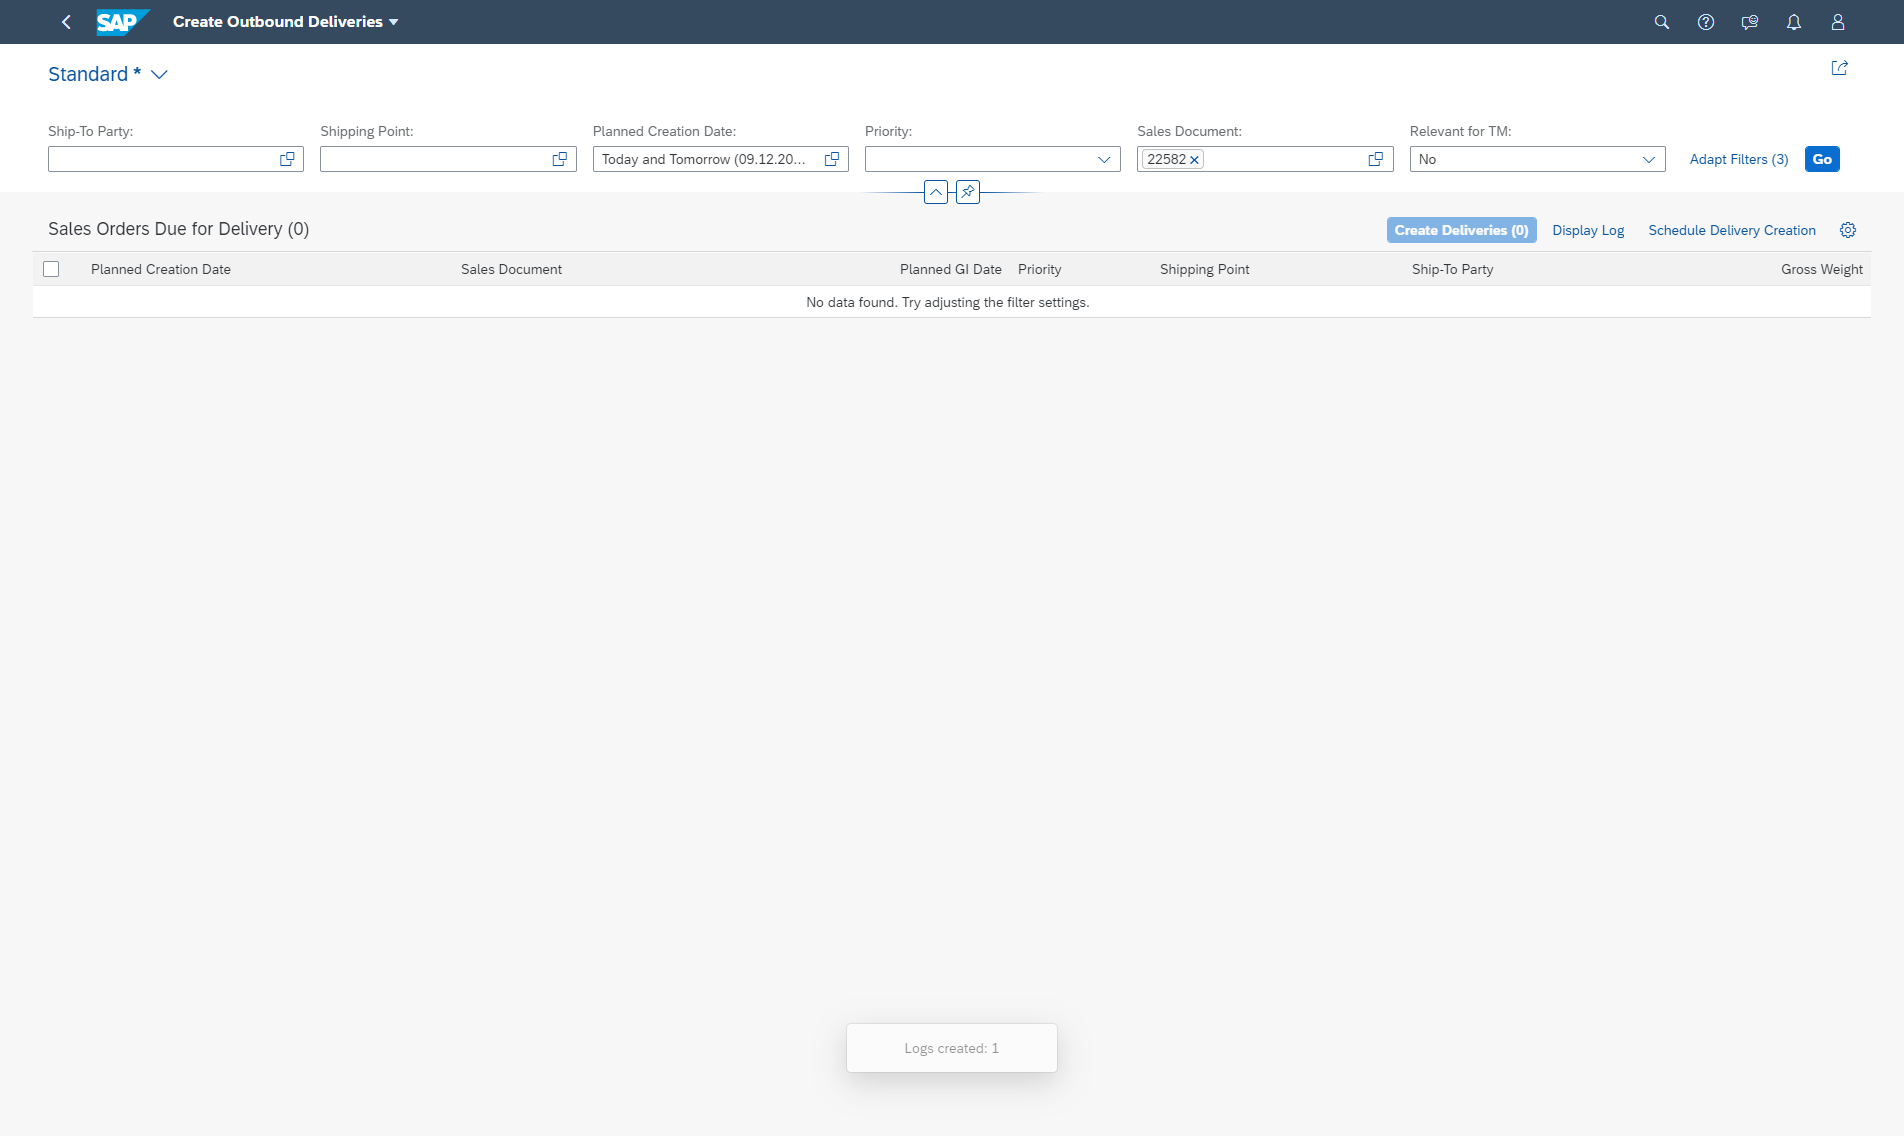 SAP
Create Outbound Deliveries
Standard *
Ship-To Party:
Shipping Point:
Planned Creation Date:
Priority:
Sales Document:
Relevant for TM:
Today and Tomorrow (09.12.20...
22582
No
Adapt Filters (3)
Go
Sales Orders Due for Delivery (0)
Create Deliveries (0)
Display Log
Schedule Delivery Creation
Planned Creation Date
Sales Document
Planned GI Date
Priority
Shipping Point
Ship-To Party
Gross Weight
No data found. Try adjusting the filter settings.
Logs created: 1